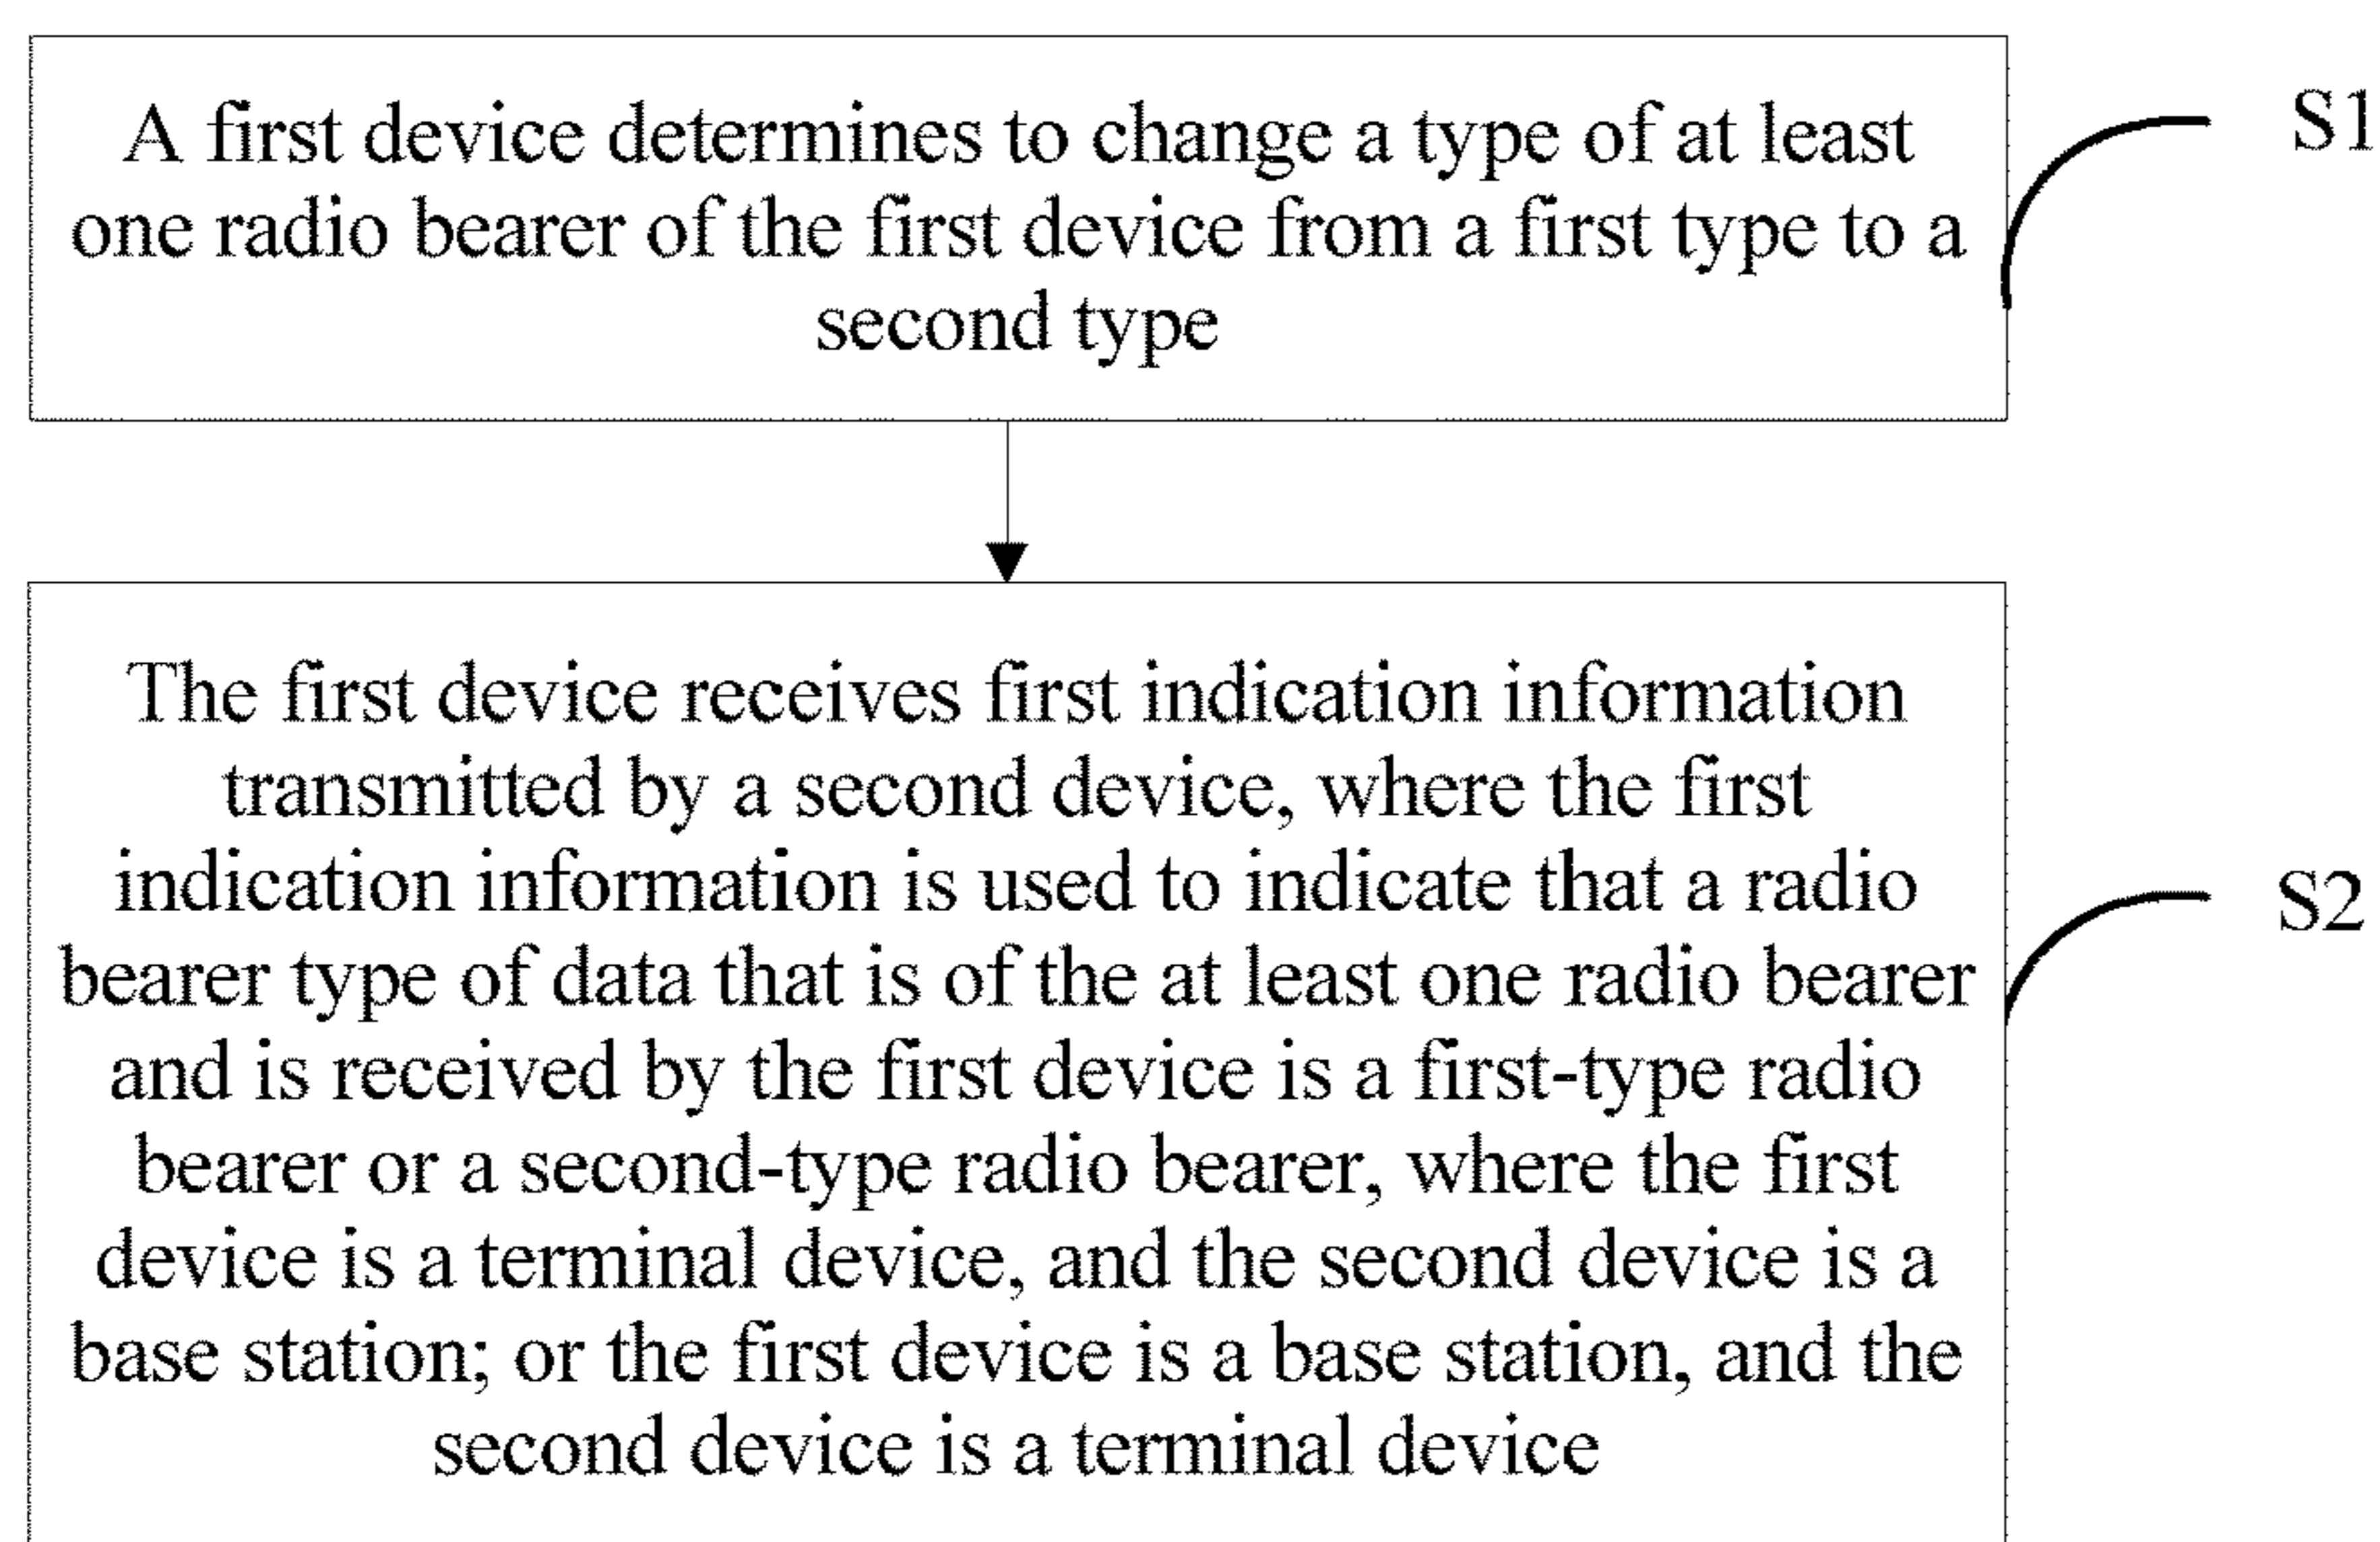 A first device determines to change a type of at least
one radio bearer of the first device from a first type to a
second type
S1
The first device receives first indication information
transmitted by a second device, where the first
indication information is used to indicate that a radio
bearer type of data that is of the at least one radio bearer
and is received by the first device is a first-type radio
bearer or a second-type radio bearer, where the first
device is a terminal device, and the second device is a
base station; or the first device is a base station, and the
second device is a terminal device
S2